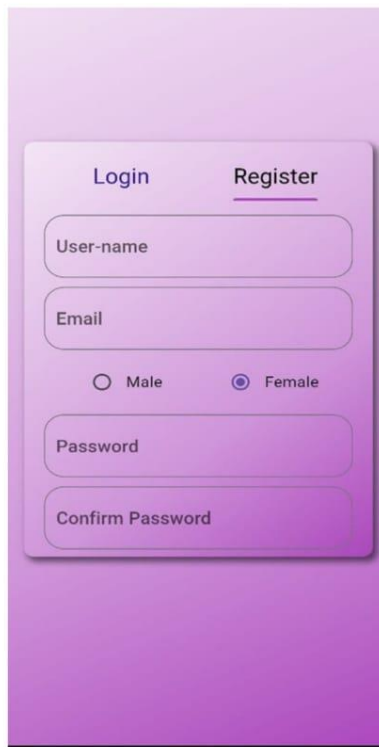 Login Register
User-name
Email
Male Female
Password
Confirm Password